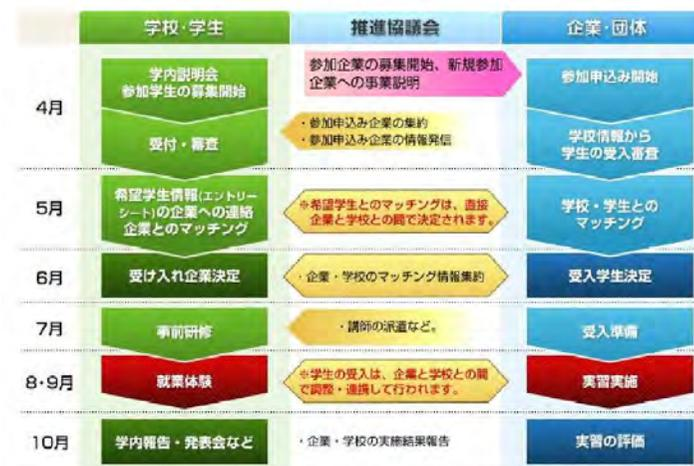 学校・学生
推進協議会
企業・団体
4月
学内説明会
参加学生の募集開始
参加企業の募集開始、新規参加
企業への事業説明
参加申込み開始
受付・審査
・参加申込み企業の集約
・参加申込み企業の情報発信
学校情報から
学生の受入審査
5月
希望学生情報(エントリー
シート)の企業への連絡
企業とのマッチング
※希望学生とのマッチングは、直接
企業と学校との間で決定されます。
学校・学生との
マッチング
6月
受け入れ企業決定
・企業・学校のマッチング情報集約
受入学生決定
7月
事前研修
・講師の派遣など。
受入準備
8・9月
就業体験
※学生の受入は、企業と学校との間
で調整・連携して行われます。
実習実施
10月
学内報告・発表会など
・企業・学校の実施結果報告
実習の評価